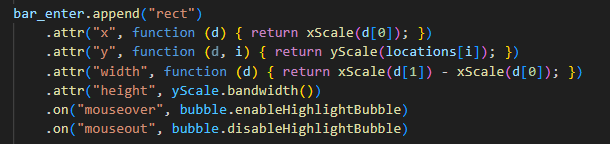 bar_enter.append("rect")
.attr("x", function (d) { return xScale(d[0]); })
.attr("y", function (d, i) { return yScale(locations[i]); })
.attr("width", function (d) { return xScale(d[1]) - xScale(d[0]); })
.attr("height", yScale.bandwidth())
.on("mouseover", bubble.enableHighlightBubble)
.on("mouseout", bubble.disableHighlightBubble)